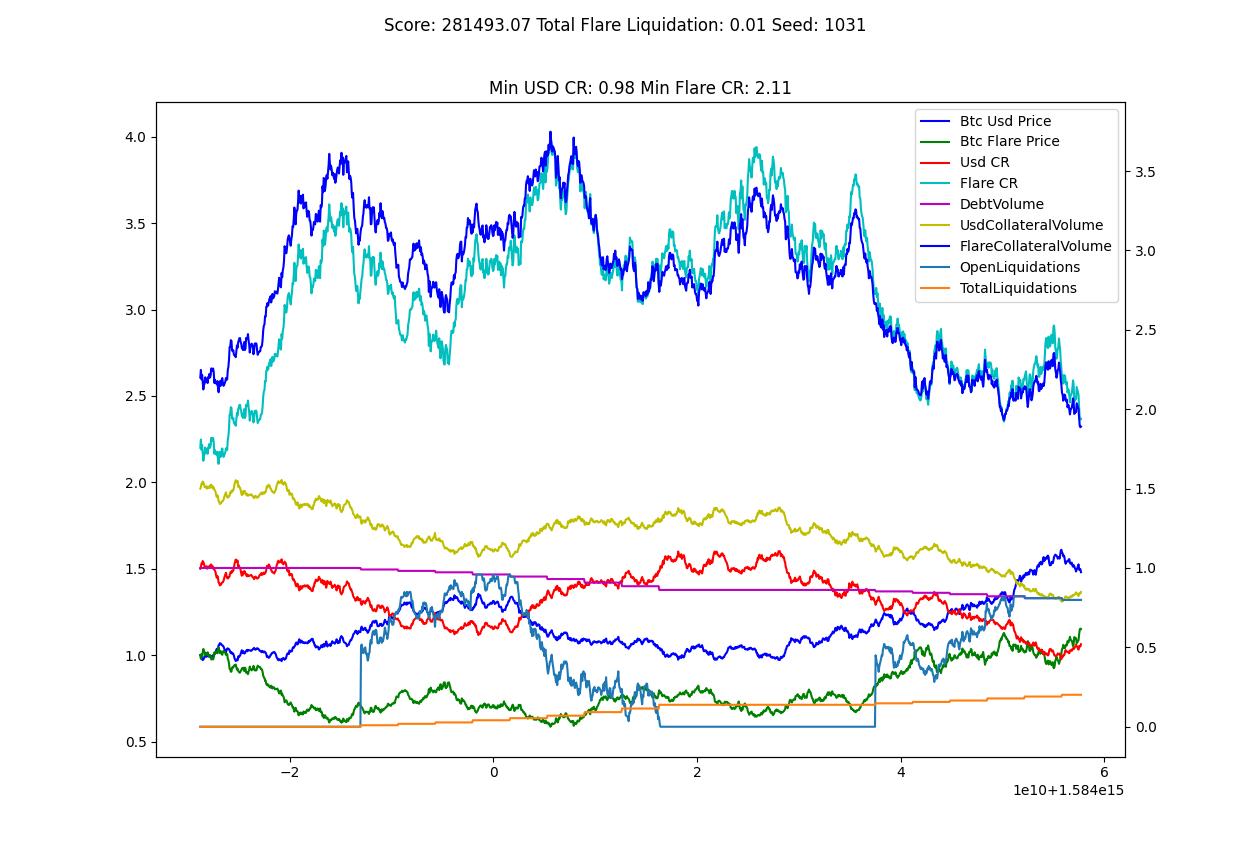 Score: 281493.07 Total Flare Liquidation: 0.01 Seed: 1031
Min USD CR: 0.98 Min Flare CR: 2.11
Btc Usd Price
Btc Flare Price
Usd CR
Flare CR
DebtVolume
UsdCollateralVolume
FlareCollateralVolume
OpenLiquidations
TotalLiquidations
4.0
3.5
3.0
2.5
2.0
1.5
1.0
0.5
3.5
3.0
2.5
2.0
1.5
1.0
0.5
0.0
−2 0 2 4 6
1e10+1.584e15